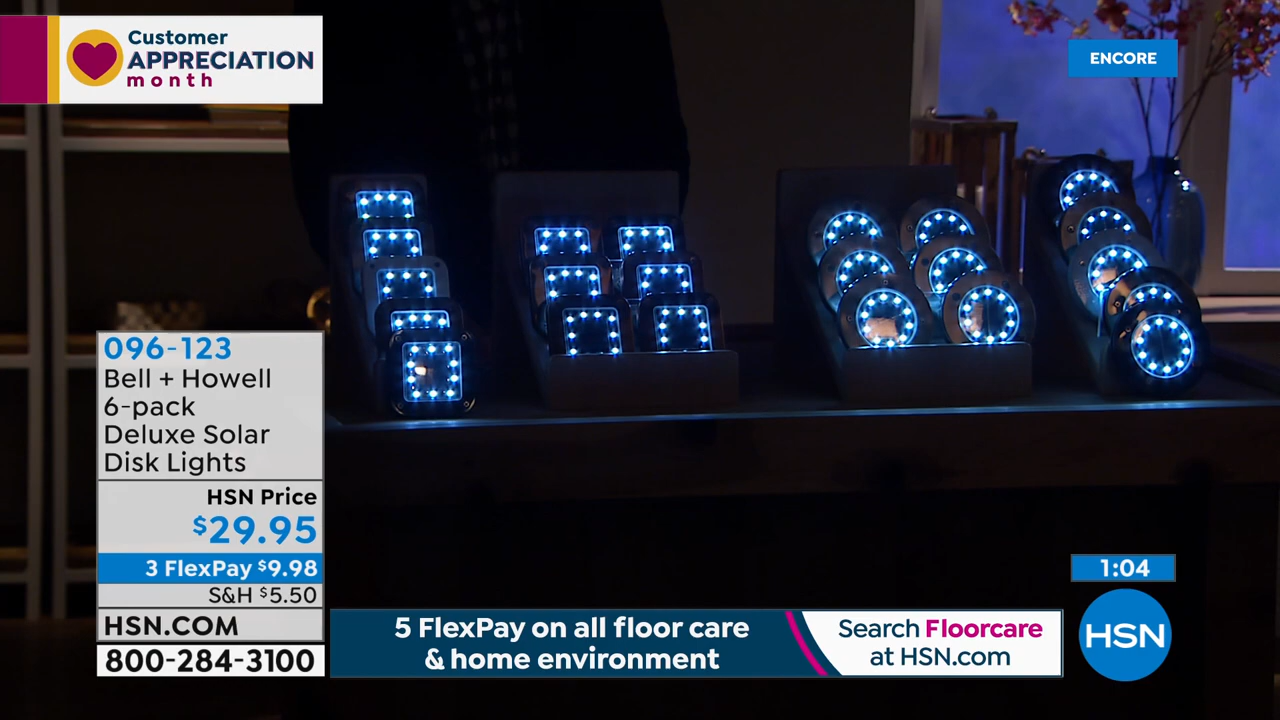 Customer
APPRECIATION
month
ENCORE
096-123
Bell + Howell
6-pack
Deluxe Solar
Disk Lights
HSN Price
$29.95
3 FlexPay $9.98
S&H $5.50
HSN.COM
800-284-3100
5 FlexPay on all floor care
& home environment
Search Floorcare
at HSN.com
1:04
HSN